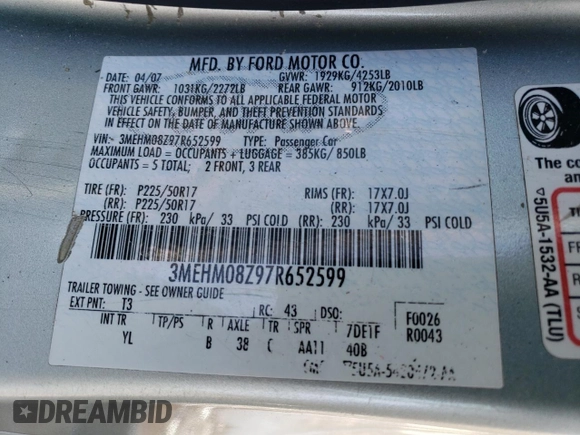 MFD. BY FORD MOTOR CO.
DATE: 04/07 GVWR: 1929KG/4253LB
FRONT GAWR: 1031KG/2272LB REAR GAWR: 912KG/2010LB
THIS VEHICLE CONFORMS TO ALL APPLICABLE FEDERAL MOTOR
VEHICLE SAFETY, BUMPER, AND THEFT PREVENTION STANDARDS
IN EFFECT ON THE DATE OF MANUFACTURE SHOWN ABOVE.
VIN: 3MEHM08Z97R652599 TYPE: Passenger Car
MAXIMUM LOAD = OCCUPANTS + LUGGAGE = 385KG/ 850LB
OCCUPANTS = 5 TOTAL; 2 FRONT, 3 REAR
TIRE (FR): P225/50R17 RIMS (FR): 17X7.0J
(RR): P225/50R17 (RR): 17X7.0J
PRESSURE (FR): 230 kPa/ 33 PSI COLD (RR): 230 kPa/ 33 PSI COLD
3MEHM08Z97R652599
TRAILER TOWING - SEE OWNER GUIDE
EXT PNT: T3 RC: 43 DSO: F0026
INT TR TP/PS R AXLE TR SPR 7DE1F R0043
YL B 38 C AA11 40B
The co
and
TI
FR
RE
SP
▽5U5A-1532-AA (TLU)
DREAMBID